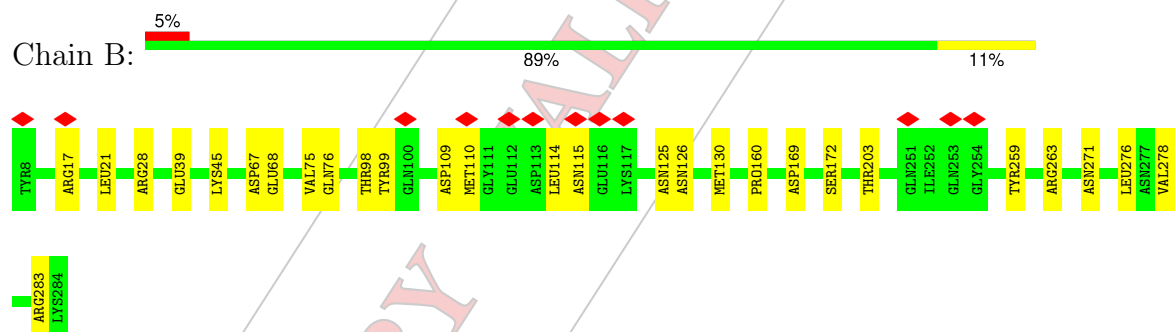 5%
Chain B:
89% 11%
TYR8 ARG17 LEU21 ARG28 GLU39 LYS45 ASP67 GLU68 VAL75 GLN76 THR98 TYR99 GLN100 ASP109 MET110 GLY111 GLU112 ASP113 LEU114 ASN115 GLU116 LYS117 ASN125 ASN126 MET130 PRO160 ASP169 SER172 THR203 GLN251 ILE252 GLN253 GLY254 TYR259 ARG263 ASN271 LEU276 ASN277 VAL278
ARG283 LYS284